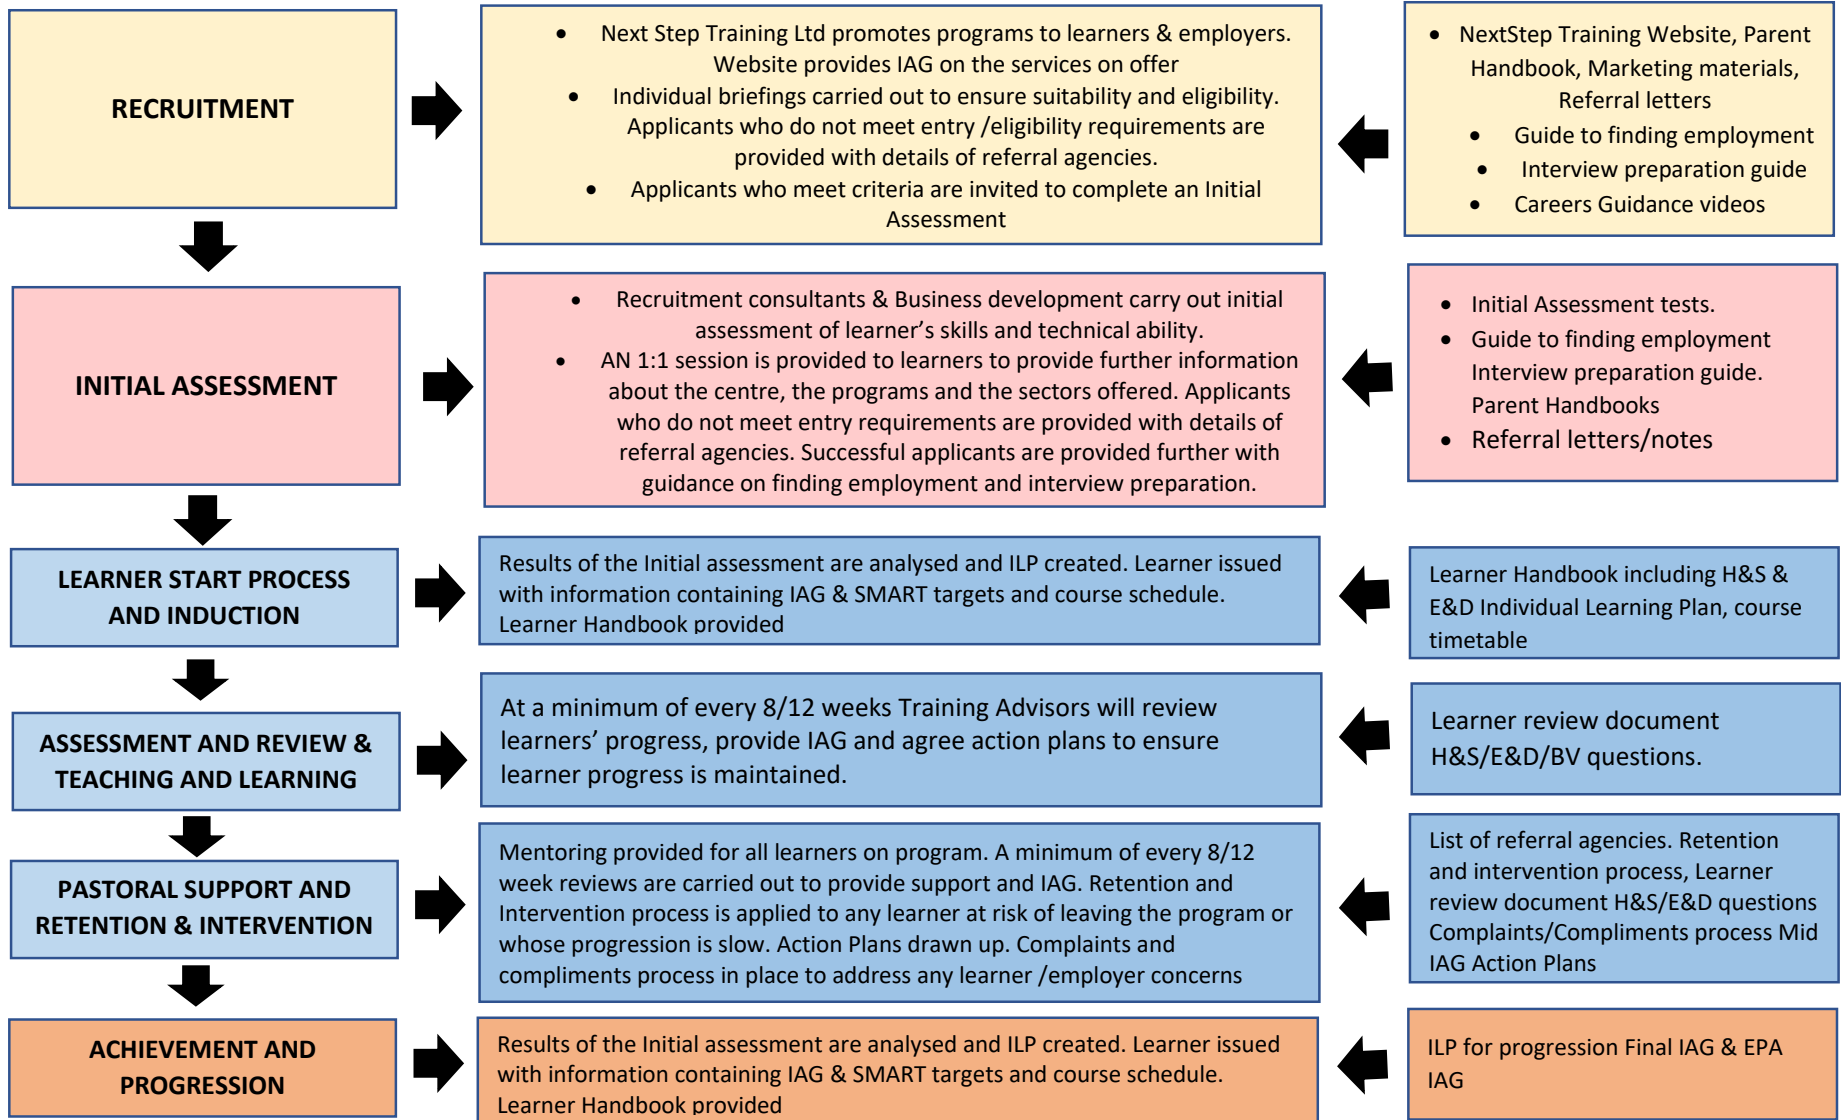 RECRUITMENT
• Next Step Training Ltd promotes programs to learners & employers.
Website provides IAG on the services on offer
• Individual briefings carried out to ensure suitability and eligibility.
Applicants who do not meet entry /eligibility requirements are
provided with details of referral agencies.
• Applicants who meet criteria are invited to complete an Initial
Assessment
• NextStep Training Website, Parent
Handbook, Marketing materials,
Referral letters
• Guide to finding employment
• Interview preparation guide
• Careers Guidance videos
INITIAL ASSESSMENT
• Recruitment consultants & Business development carry out initial
assessment of learner’s skills and technical ability.
• AN 1:1 session is provided to learners to provide further information
about the centre, the programs and the sectors offered. Applicants
who do not meet entry requirements are provided with details of
referral agencies. Successful applicants are provided further with
guidance on finding employment and interview preparation.
• Initial Assessment tests.
• Guide to finding employment
Interview preparation guide.
Parent Handbooks
• Referral letters/notes
LEARNER START PROCESS
AND INDUCTION
Results of the Initial assessment are analysed and ILP created. Learner issued
with information containing IAG & SMART targets and course schedule.
Learner Handbook provided
Learner Handbook including H&S &
E&D Individual Learning Plan, course
timetable
ASSESSMENT AND REVIEW &
TEACHING AND LEARNING
At a minimum of every 8/12 weeks Training Advisors will review
learners’ progress, provide IAG and agree action plans to ensure
learner progress is maintained.
Learner review document
H&S/E&D/BV questions.
PASTORAL SUPPORT AND
RETENTION & INTERVENTION
Mentoring provided for all learners on program. A minimum of every 8/12
week reviews are carried out to provide support and IAG. Retention and
Intervention process is applied to any learner at risk of leaving the program or
whose progression is slow. Action Plans drawn up. Complaints and
compliments process in place to address any learner /employer concerns
List of referral agencies. Retention
and intervention process, Learner
review document H&S/E&D questions
Complaints/Compliments process Mid
IAG Action Plans
ACHIEVEMENT AND
PROGRESSION
Results of the Initial assessment are analysed and ILP created. Learner issued
with information containing IAG & SMART targets and course schedule.
Learner Handbook provided
ILP for progression Final IAG & EPA
IAG